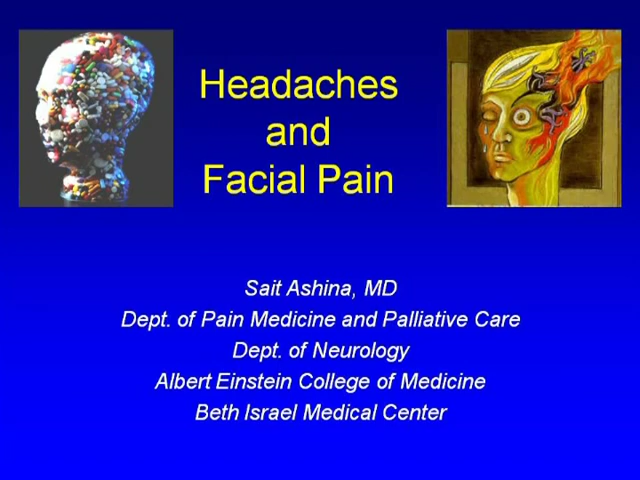 Headaches
and
Facial Pain
Sait Ashina, MD
Dept. of Pain Medicine and Palliative Care
Dept. of Neurology
Albert Einstein College of Medicine
Beth Israel Medical Center